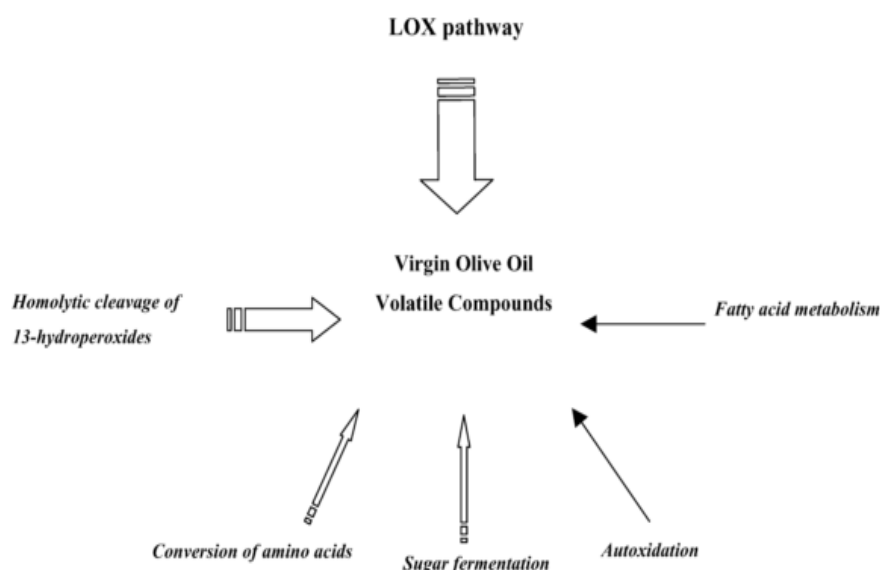 LOX pathway
Virgin Olive Oil
Volatile Compounds
Homolytic cleavage of
13-hydroperoxides
Fatty acid metabolism
Conversion of amino acids
Sugar fermentation
Autoxidation